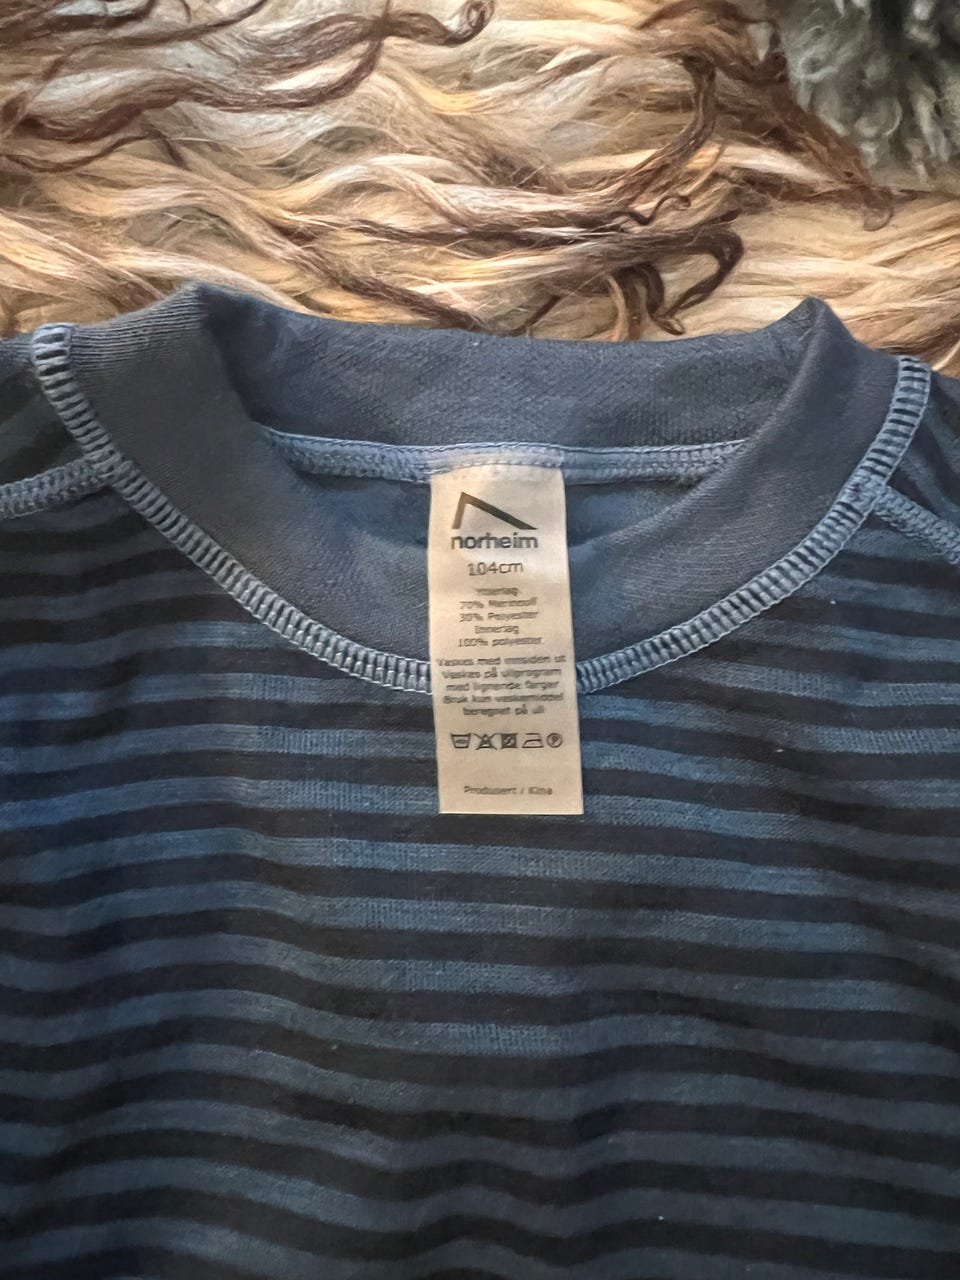 norheim
104cm
Ytterlag
70% Merinoull
30% Polyester
Innerlag
100% polyester
Vaskes med innsiden ut
Vaskes på ullprogram
med lignende farger
Bruk kun vaskemiddel
beregnet på ull
Produsert / Kina